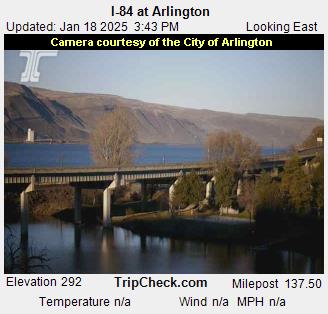 I-84 at Arlington
Updated: Jan 18 2025 3:43 PM Looking East
Camera courtesy of the City of Arlington
Elevation 292 TripCheck.com Milepost 137.50
Temperature n/a Wind n/a MPH n/a